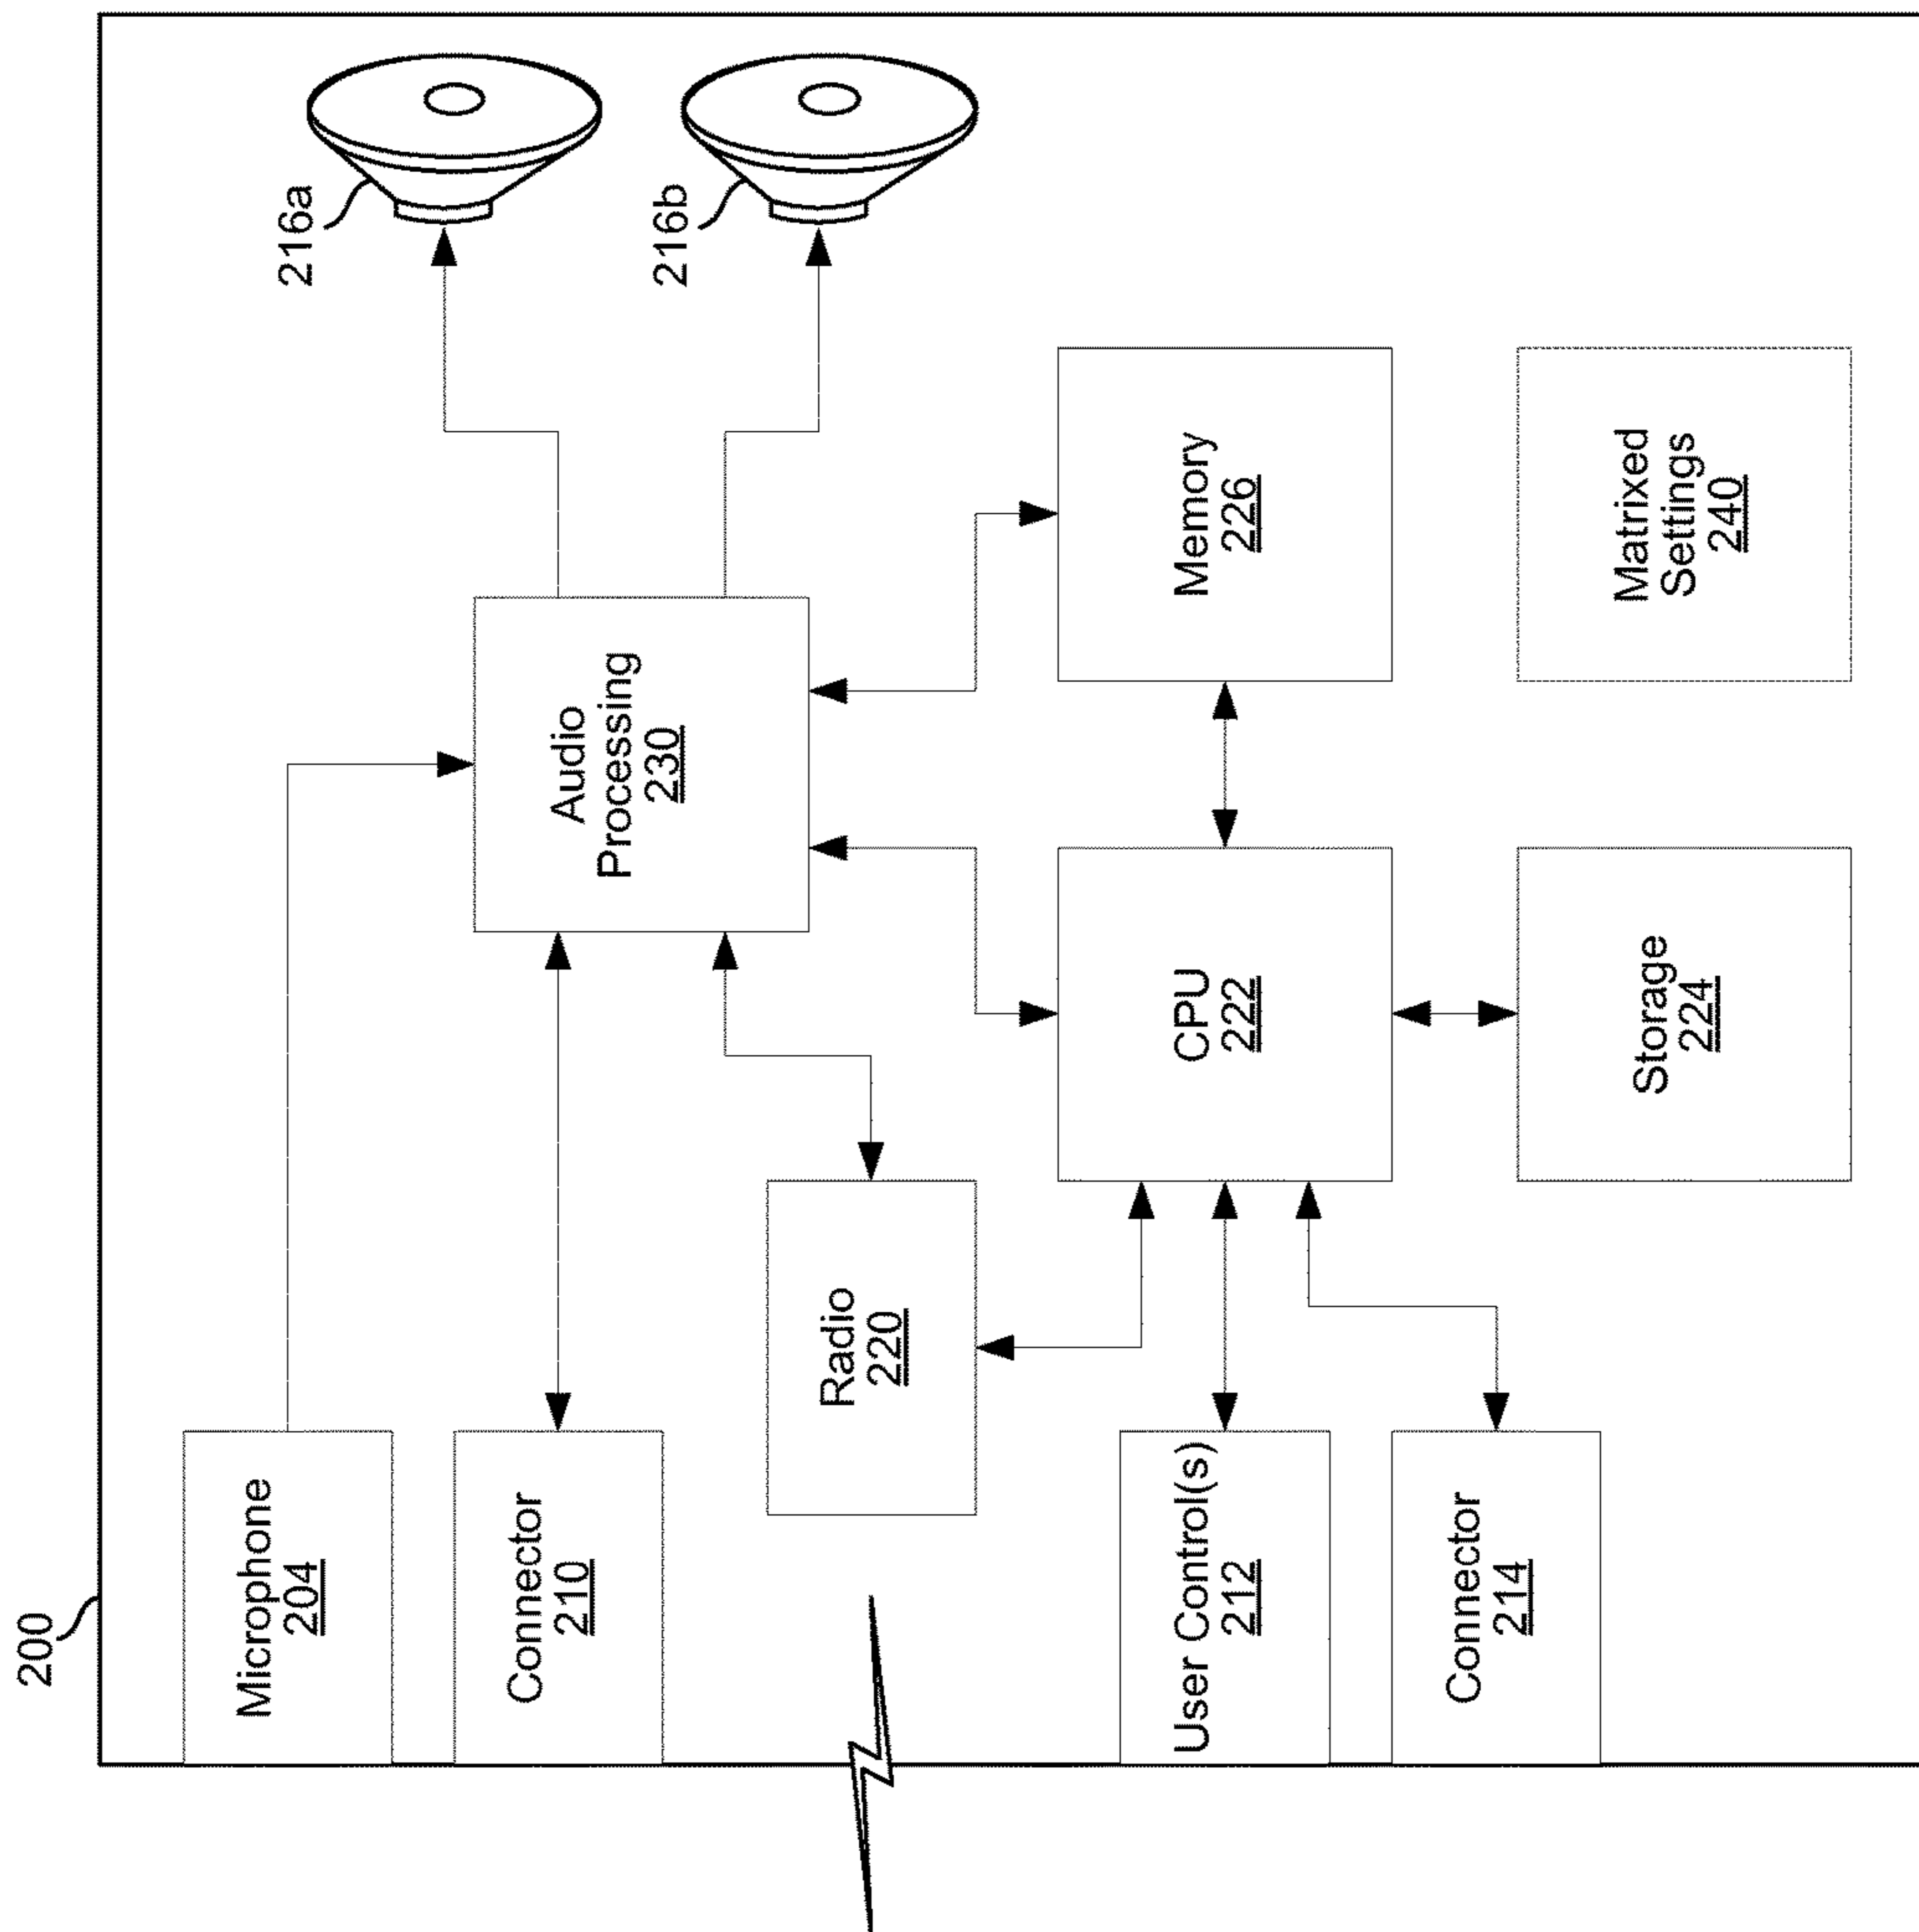 200
Microphone
204
Connector
210
Radio
220
User Control(s)
212
Connector
214
Audio
Processing
230
CPU
222
Storage
224
Memory
226
Matrixed
Settings
240
216a
216b